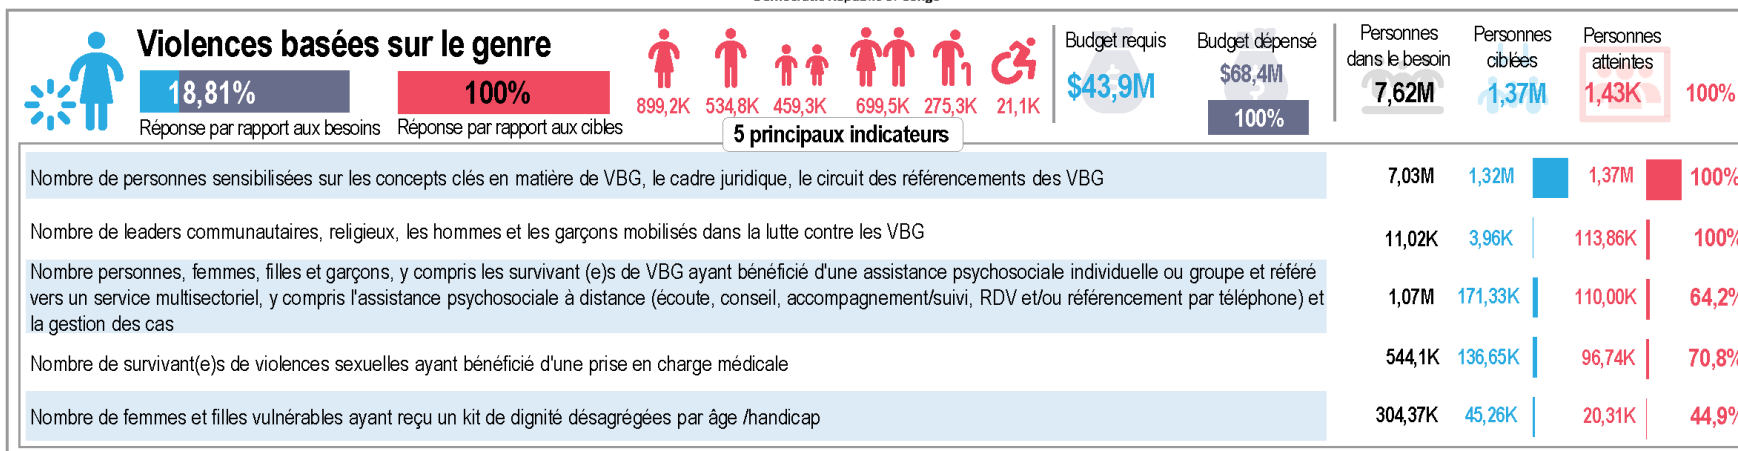 Violences basées sur le genre
18,81%
Réponse par rapport aux besoins
100%
Réponse par rapport aux cibles
899,2K 534,8K 459,3K 699,5K 275,3K 21,1K
Budget requis
$43,9M
Budget dépensé
$68,4M
100%
Personnes
dans le besoin
7,62M
Personnes
ciblées
1,37M
Personnes
atteintes
1,43K
100%
5 principaux indicateurs
Nombre de personnes sensibilisées sur les concepts clés en matière de VBG, le cadre juridique, le circuit des référencements des VBG 7,03M 1,32M 1,37M 100%
Nombre de leaders communautaires, religieux, les hommes et les garçons mobilisés dans la lutte contre les VBG 11,02K 3,96K 113,86K 100%
Nombre personnes, femmes, filles et garçons, y compris les survivant (e)s de VBG ayant bénéficié d'une assistance psychosociale individuelle ou groupe et référé
vers un service multisectoriel, y compris l'assistance psychosociale à distance (écoute, conseil, accompagnement/suivi, RDV et/ou référencement par téléphone) et
la gestion des cas
1,07M 171,33K 110,00K 64,2%
Nombre de survivant(e)s de violences sexuelles ayant bénéficié d'une prise en charge médicale 544,1K 136,65K 96,74K 70,8%
Nombre de femmes et filles vulnérables ayant reçu un kit de dignité désagrégées par âge /handicap 304,37K 45,26K 20,31K 44,9%